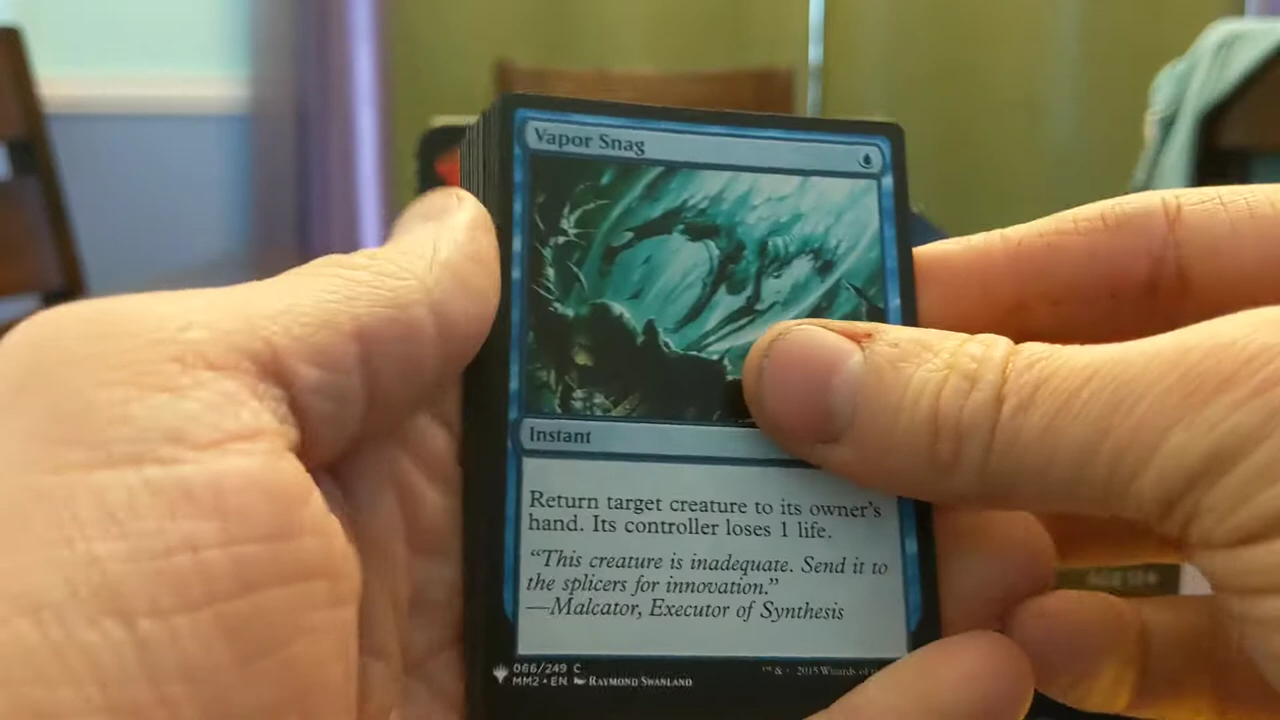 Vapor Snag
Instant
Return target creature to its owner's
hand. Its controller loses 1 life.
“This creature is inadequate. Send it to
the splicers for innovation.”
—Malcator, Executor of Synthesis
066/249 C
MM2 • EN Raymond Swanland
™ & © 2015 Wizards of